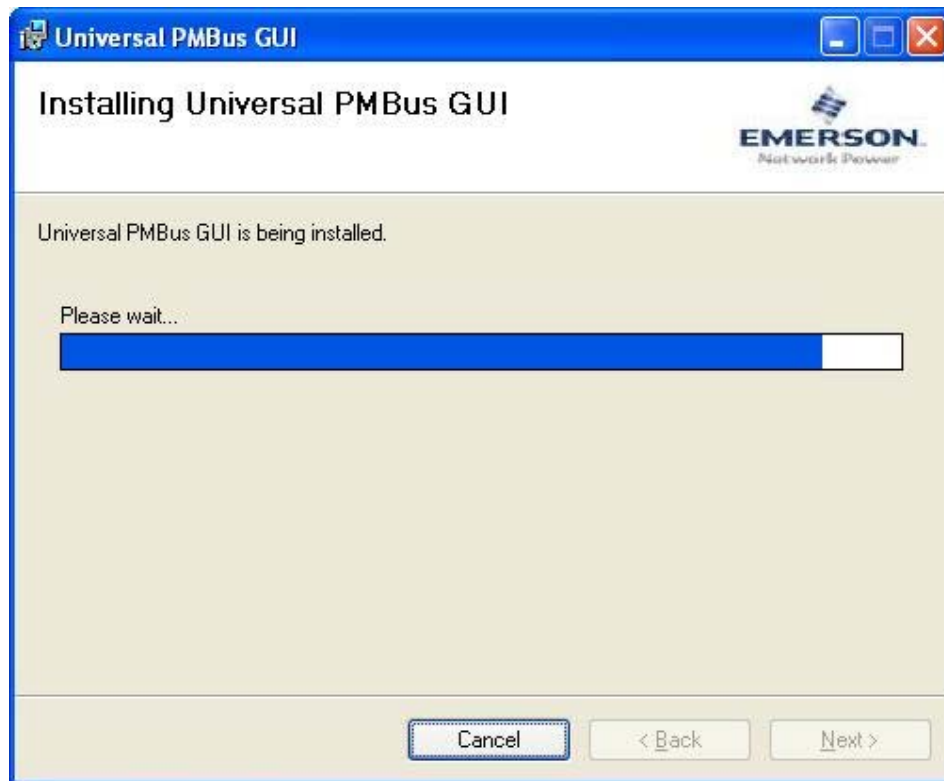 Universal PMBus GUI
Installing Universal PMBus GUI
EMERSON
Network Power
Universal PMBus GUI is being installed.
Please wait...
Cancel
< Back
Next >